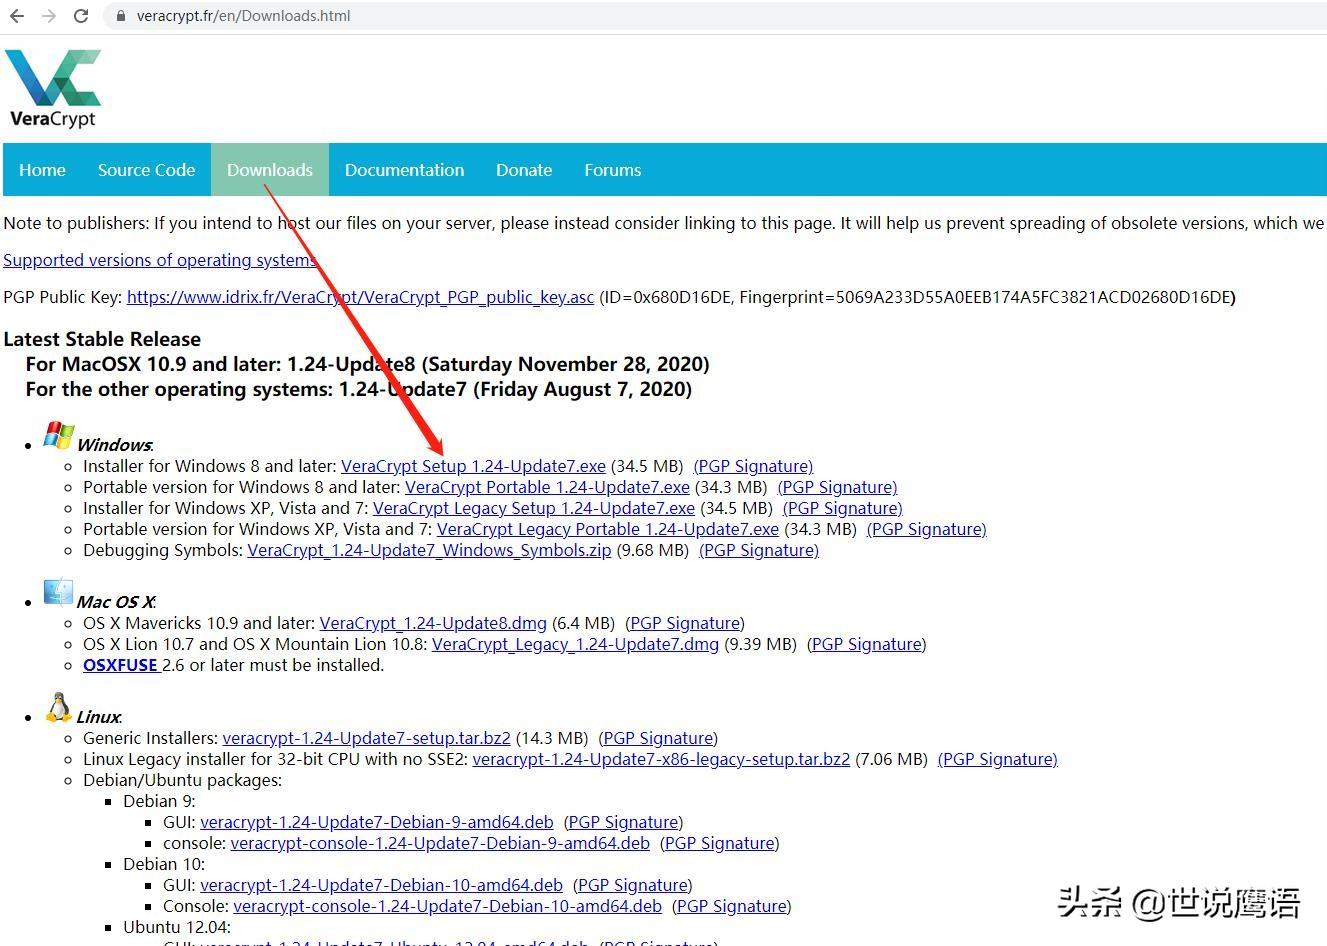 veracrypt.fr/en/Downloads.html
VeraCrypt
Home Source Code Downloads Documentation Donate Forums
Note to publishers: If you intend to host our files on your server, please instead consider linking to this page. It will help us prevent spreading of obsolete versions, which we
Supported versions of operating systems
PGP Public Key: https://www.idrix.fr/VeraCrypt/VeraCrypt_PGP_public_key.asc (ID=0x680D16DE, Fingerprint=5069A233D55A0EEB174A5FC3821ACD02680D16DE)
Latest Stable Release
For MacOSX 10.9 and later: 1.24-Update8 (Saturday November 28, 2020)
For the other operating systems: 1.24-Update7 (Friday August 7, 2020)
Windows:
Installer for Windows 8 and later: VeraCrypt Setup 1.24-Update7.exe (34.5 MB) (PGP Signature)
Portable version for Windows 8 and later: VeraCrypt Portable 1.24-Update7.exe (34.3 MB) (PGP Signature)
Installer for Windows XP, Vista and 7: VeraCrypt Legacy Setup 1.24-Update7.exe (34.5 MB) (PGP Signature)
Portable version for Windows XP, Vista and 7: VeraCrypt Legacy Portable 1.24-Update7.exe (34.3 MB) (PGP Signature)
Debugging Symbols: VeraCrypt_1.24-Update7_Windows_Symbols.zip (9.68 MB) (PGP Signature)
Mac OS X:
OS X Mavericks 10.9 and later: VeraCrypt_1.24-Update8.dmg (6.4 MB) (PGP Signature)
OS X Lion 10.7 and OS X Mountain Lion 10.8: VeraCrypt_Legacy_1.24-Update7.dmg (9.39 MB) (PGP Signature)
OSXFUSE 2.6 or later must be installed.
Linux:
Generic Installers: veracrypt-1.24-Update7-setup.tar.bz2 (14.3 MB) (PGP Signature)
Linux Legacy installer for 32-bit CPU with no SSE2: veracrypt-1.24-Update7-x86-legacy-setup.tar.bz2 (7.06 MB) (PGP Signature)
Debian/Ubuntu packages:
Debian 9:
GUI: veracrypt-1.24-Update7-Debian-9-amd64.deb (PGP Signature)
console: veracrypt-console-1.24-Update7-Debian-9-amd64.deb (PGP Signature)
Debian 10:
GUI: veracrypt-1.24-Update7-Debian-10-amd64.deb (PGP Signature)
Console: veracrypt-console-1.24-Update7-Debian-10-amd64.deb (PGP Signature)
Ubuntu 12.04:
GUI: veracrypt-1.24-Update7-Ubuntu-12.04-amd64.deb (PGP Signature)
头条 @世说鹰语